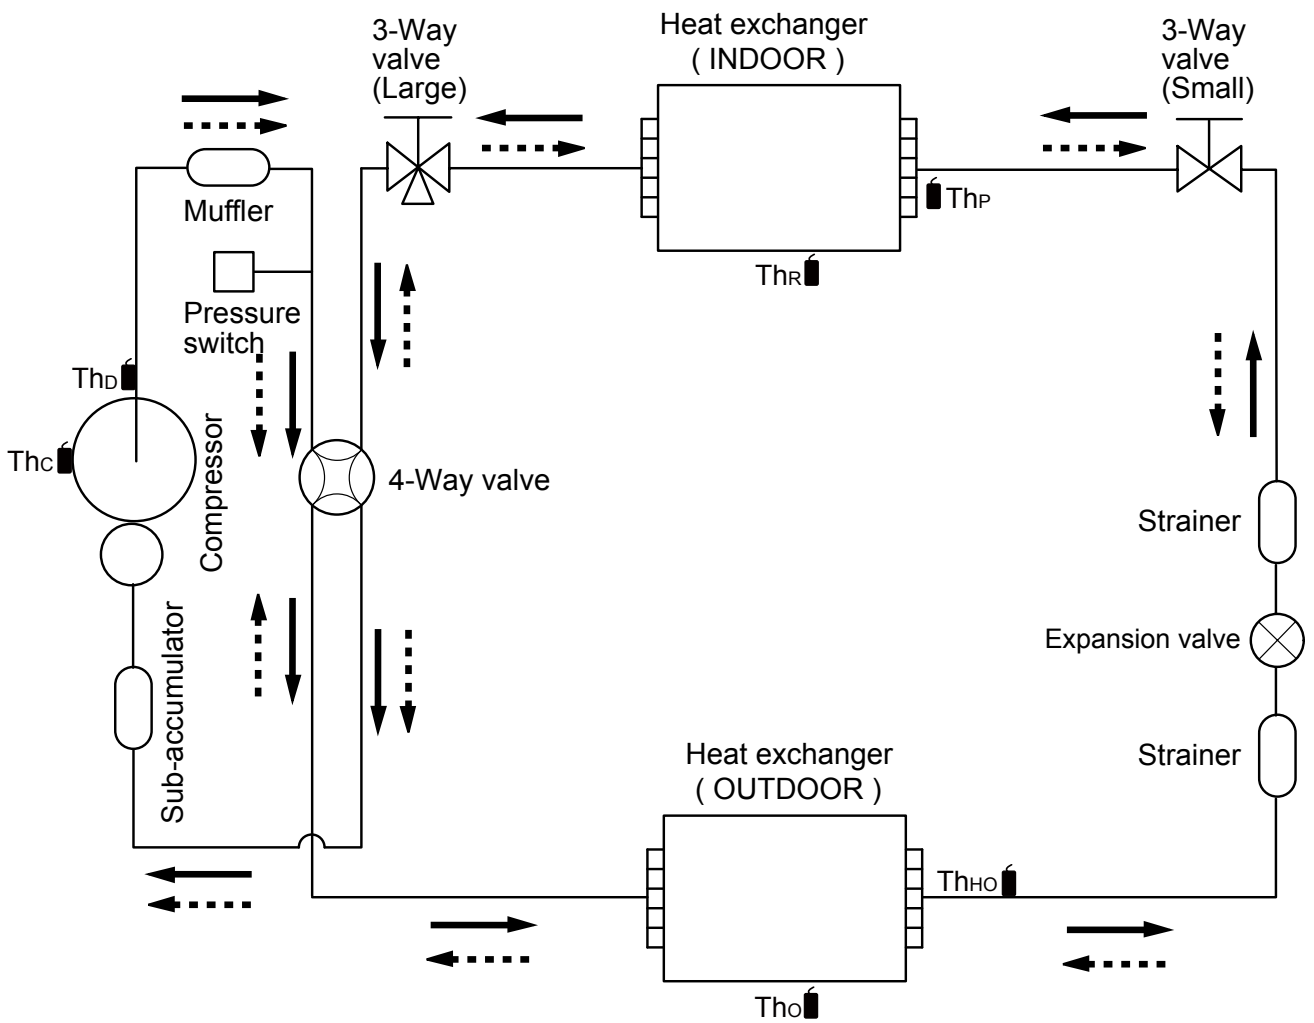 3-Way
valve
(Large)
Heat exchanger
( INDOOR )
3-Way
valve
(Small)
Muffler
ThP
ThR
Pressure
switch
ThD
ThC
Compressor
4-Way valve
Strainer
Sub-accumulator
Expansion valve
Strainer
Heat exchanger
( OUTDOOR )
ThHO
ThO